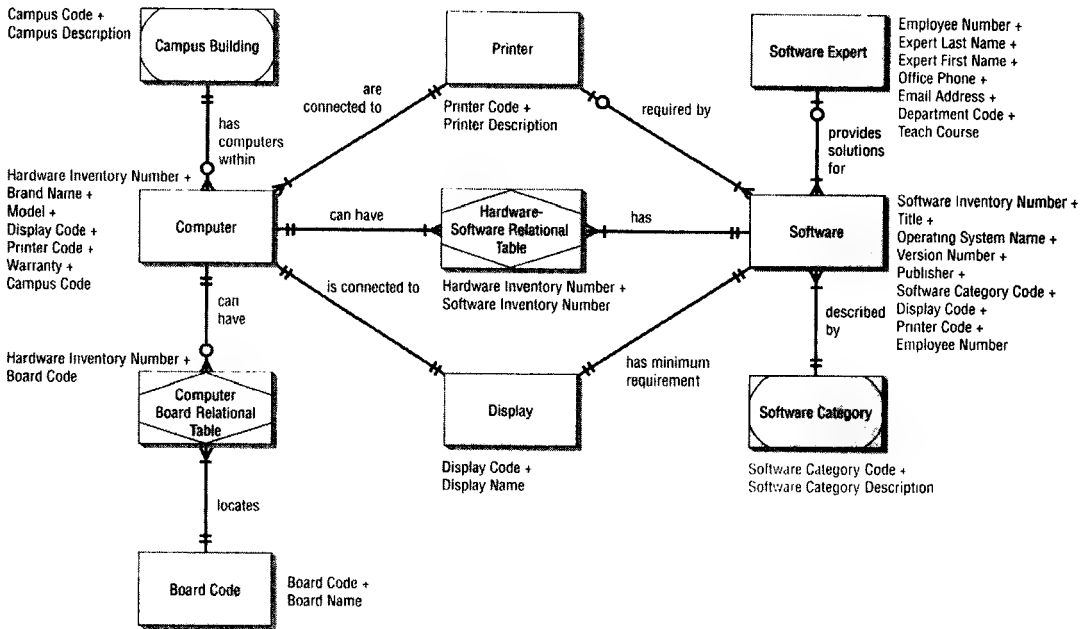 Campus Code +
Campus Description
Campus Building
Printer
Software Expert
Employee Number +
Expert Last Name +
Expert First Name +
Office Phone +
Email Address +
Department Code +
Teach Course
are
connected to
Printer Code +
Printer Description
required by
has
computers
within
provides
solutions
for
Hardware Inventory Number +
Brand Name +
Model +
Display Code +
Printer Code +
Warranty +
Campus Code
Computer
can have
Hardware-
Software Relational
Table
has
Software
Software Inventory Number +
Title +
Operating System Name +
Version Number +
Publisher +
Software Category Code +
Display Code +
Printer Code +
Employee Number
is connected to
Hardware Inventory Number +
Software Inventory Number
can
have
described
by
Hardware Inventory Number +
Board Code
has minimum
requirement
Computer
Board Relational
Table
Display
Software Category
Display Code +
Display Name
Software Category Code +
Software Category Description
locates
Board Code
Board Code +
Board Name